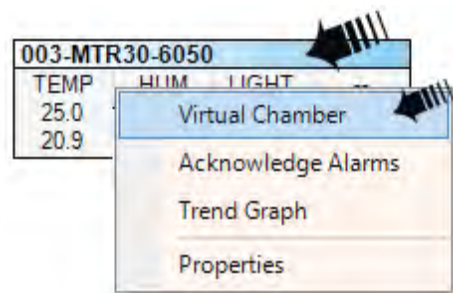 003-MTR30-6050
TEMP HUM LIGHT --
25.0
20.9
Virtual Chamber
Acknowledge Alarms
Trend Graph
Properties